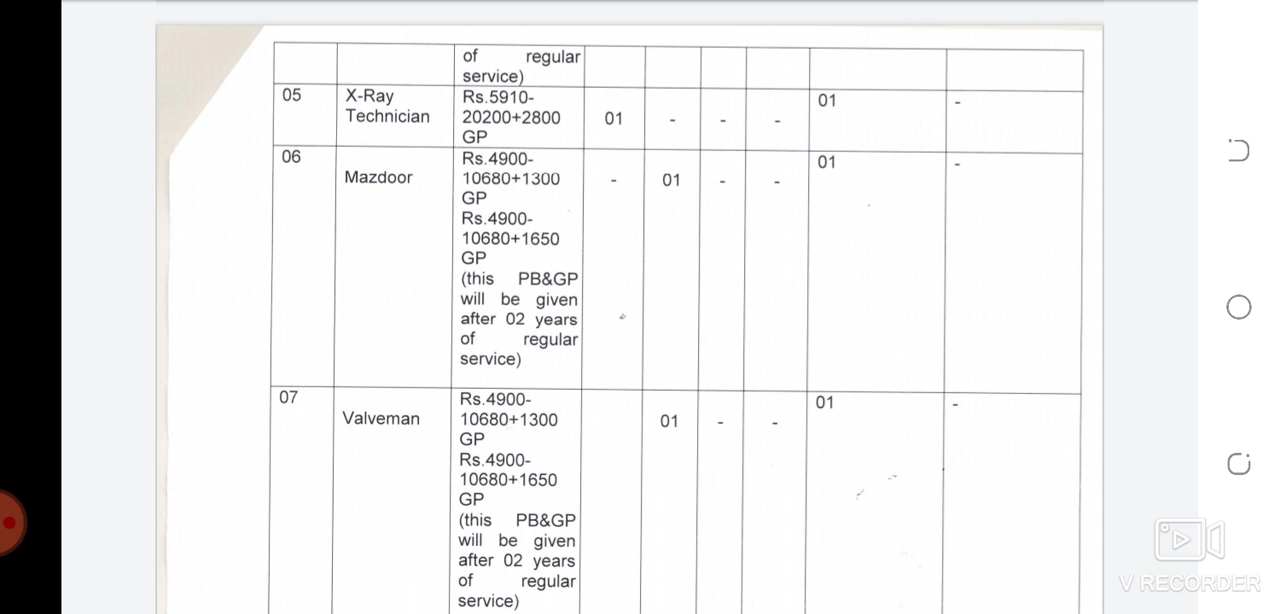 of regular
service)
05 X-Ray Rs.5910- 01 -
Technician 20200+2800 01 - - -
GP
06 Rs.4900- 01 -
Mazdoor 10680+1300 - 01 - -
GP
Rs.4900-
10680+1650
GP
(this PB&GP
will be given
after 02 years
of regular
service)
07 Rs.4900- 01 -
Valveman 10680+1300 01 - -
GP
Rs.4900-
10680+1650
GP
(this PB&GP
will be given
after 02 years
of regular
service)
V RECORDER